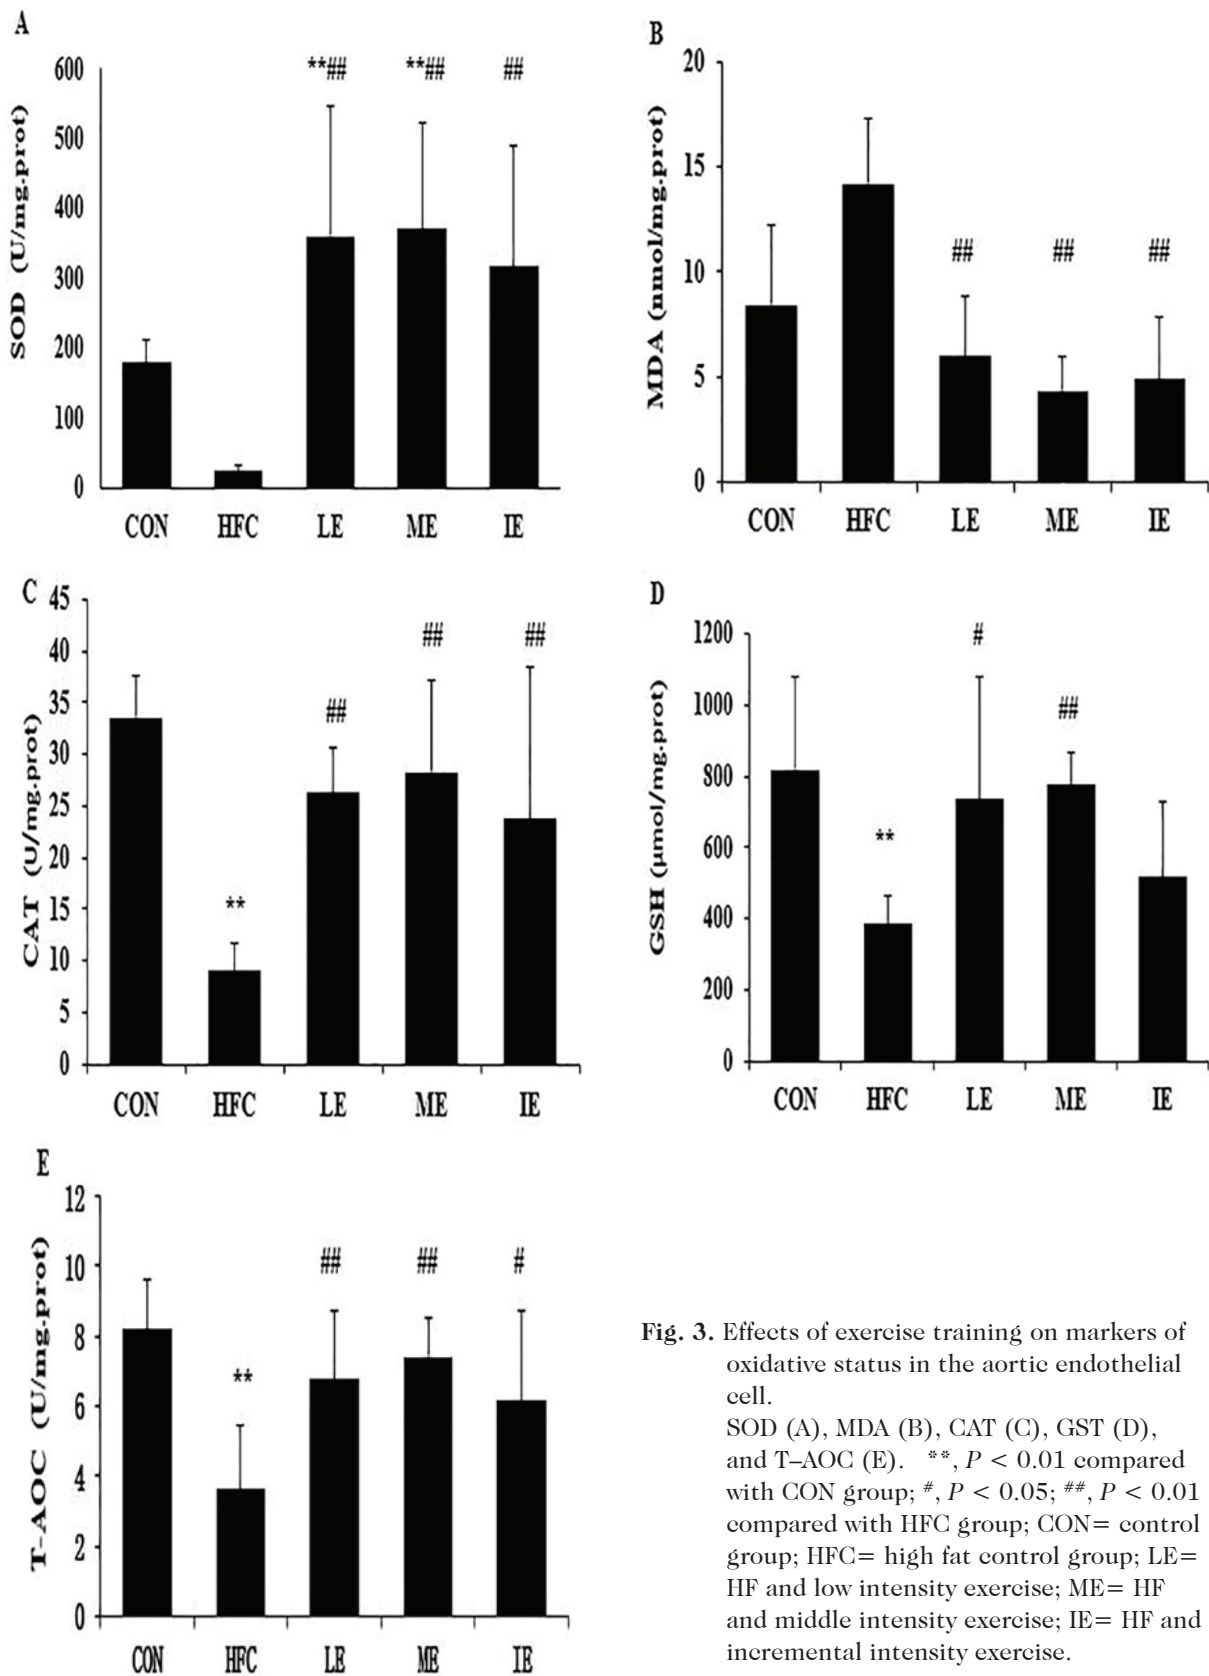 A
SOD (U/mg.prot)
600
500
400
300
200
100
0
**## **## ##
CON HFC LE ME IE
B
MDA (nmol/mg.prot)
20
15
10
5
0
## ## ##
CON HFC LE ME IE
C
CAT (U/mg.prot)
45
40
35
30
25
20
15
10
5
0
** ## ## ##
CON HFC LE ME IE
D
GSH (µmol/mg.prot)
1200
1000
800
600
400
200
0
** # ##
CON HFC LE ME IE
E
T-AOC (U/mg.prot)
12
10
8
6
4
2
0
** ## ## #
CON HFC LE ME IE
Fig. 3. Effects of exercise training on markers of
oxidative status in the aortic endothelial
cell.
SOD (A), MDA (B), CAT (C), GST (D),
and T–AOC (E). **, P < 0.01 compared
with CON group; #, P < 0.05; ##, P < 0.01
compared with HFC group; CON= control
group; HFC= high fat control group; LE=
HF and low intensity exercise; ME= HF
and middle intensity exercise; IE= HF and
incremental intensity exercise.